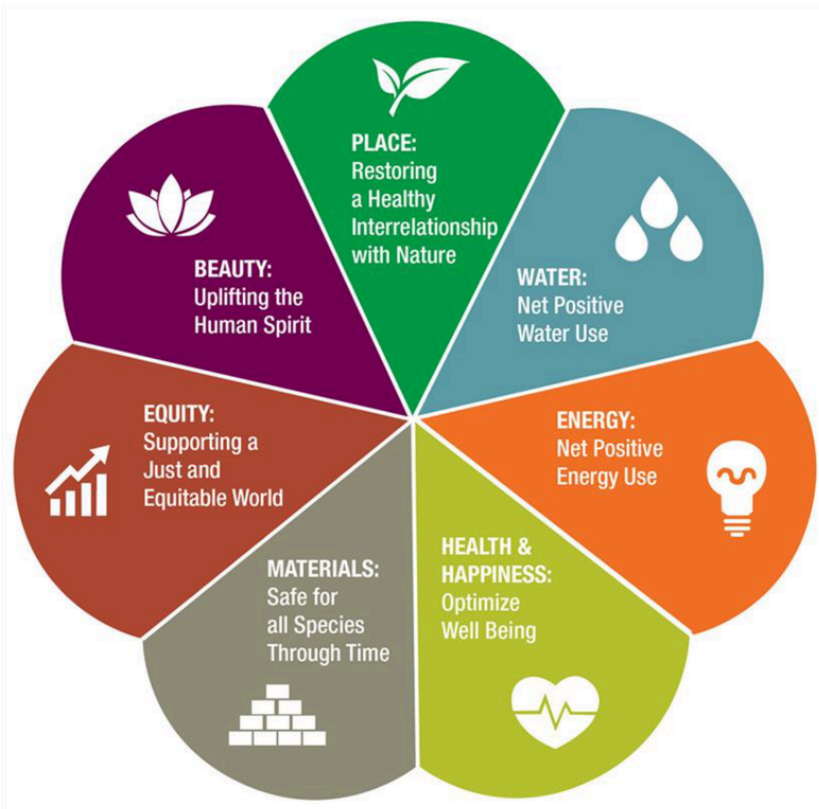 PLACE:
Restoring
a Healthy
Interrelationship
with Nature
WATER:
Net Positive
Water Use
ENERGY:
Net Positive
Energy Use
HEALTH &
HAPPINESS:
Optimize
Well Being
MATERIALS:
Safe for
all Species
Through Time
EQUITY:
Supporting a
Just and
Equitable World
BEAUTY:
Uplifting the
Human Spirit